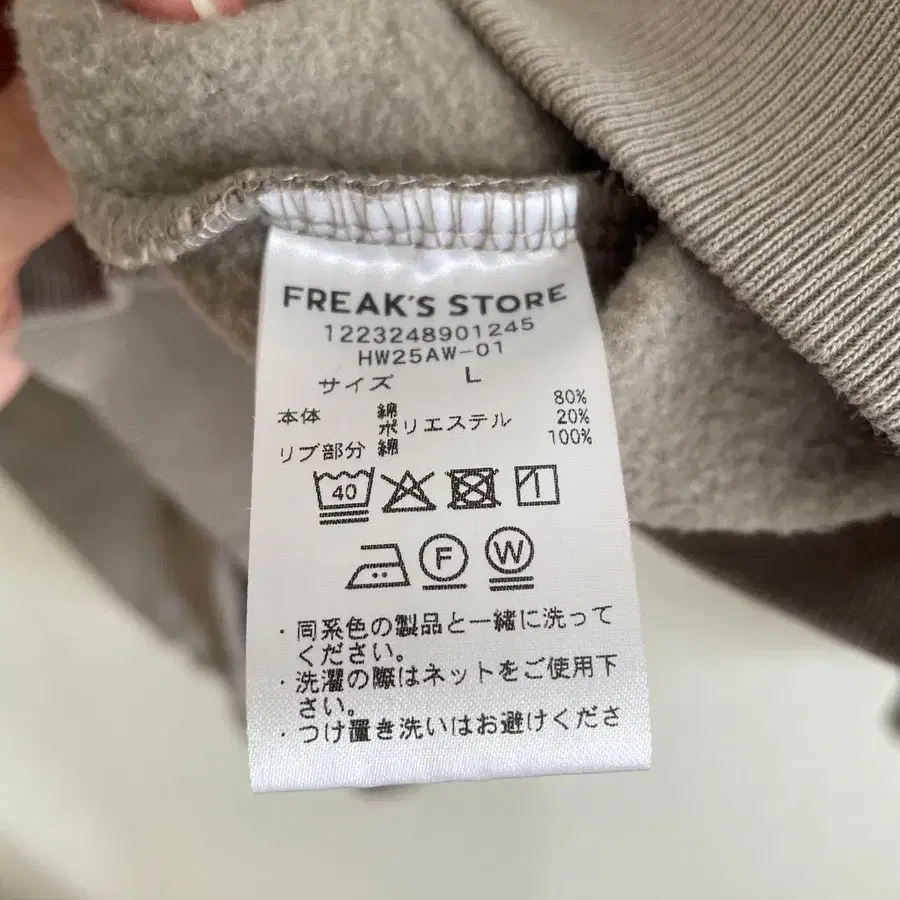 FREAK'S STORE
1223248901245
HW25AW-01
サイズ L
本体 綿 80%
ポリエステル 20%
リブ部分 綿 100%
40
F W
・同系色の製品と一緒に洗って
ください。
・洗濯の際はネットをご使用下
さい。
・つけ置き洗いはお避けくださ